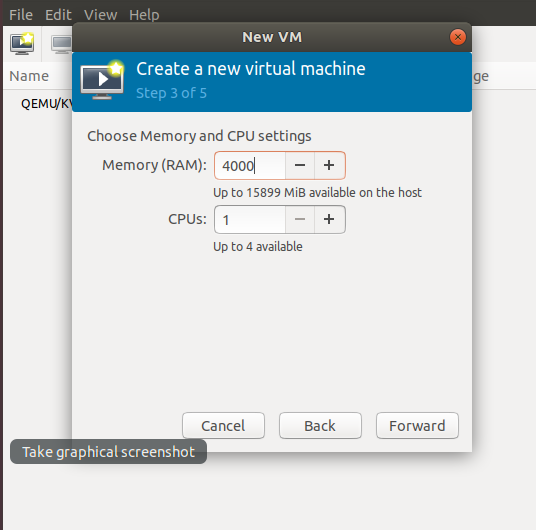 File Edit View Help
New VM
Create a new virtual machine
Step 3 of 5
Name
QEMU/KV
Choose Memory and CPU settings
Memory (RAM): 4000
Up to 15899 MiB available on the host
CPUs: 1
Up to 4 available
Cancel Back Forward
Take graphical screenshot